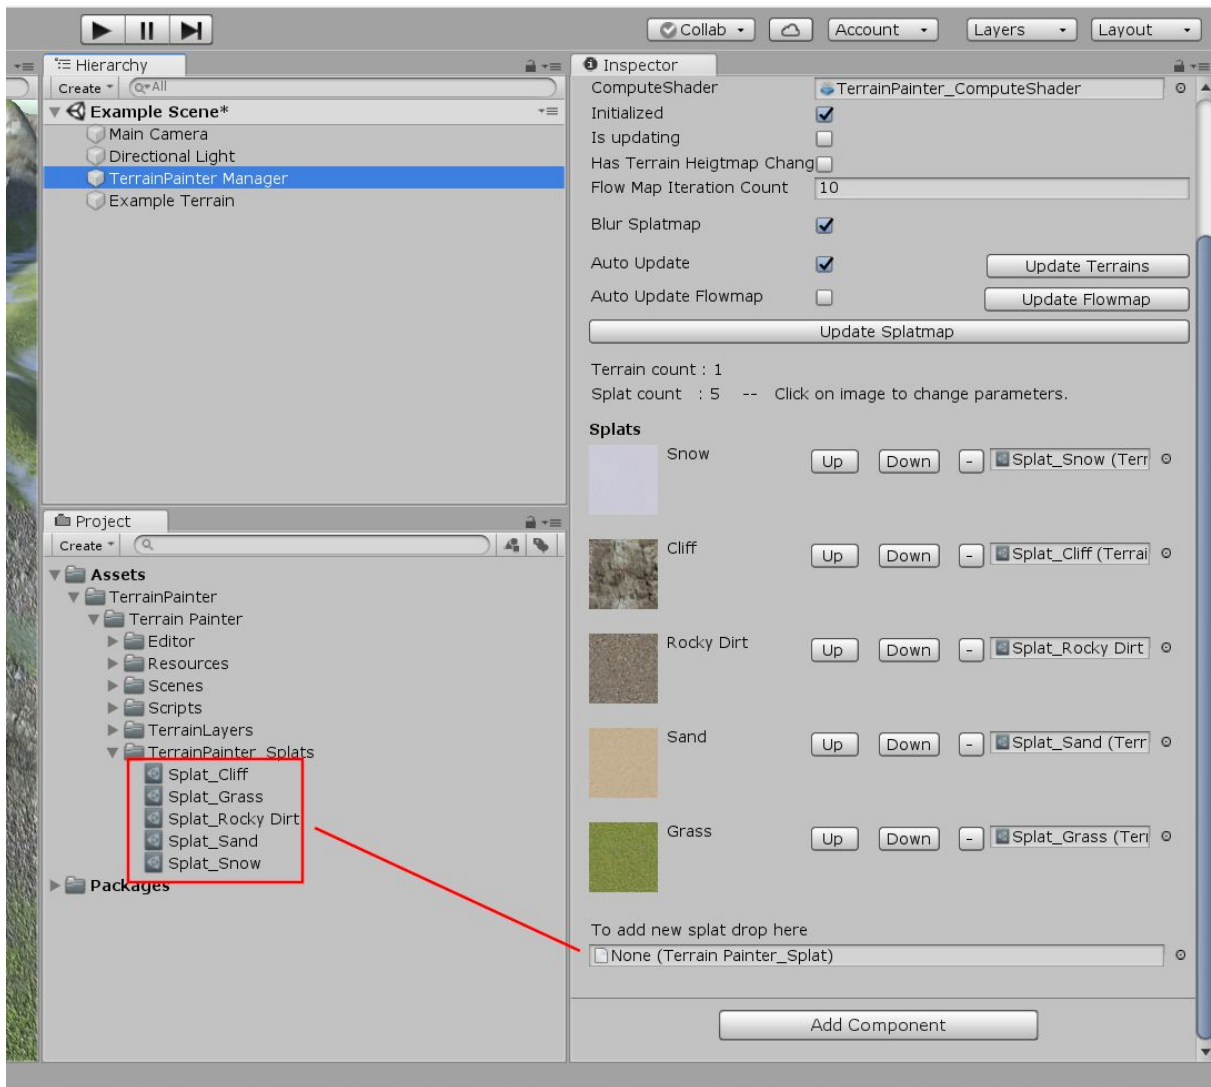 Collab
Account
Layers
Layout
Hierarchy
Create
All
Example Scene*
Main Camera
Directional Light
TerrainPainter Manager
Example Terrain
Project
Create
Assets
TerrainPainter
Terrain Painter
Editor
Resources
Scenes
Scripts
TerrainLayers
TerrainPainter_Splats
Splat_Cliff
Splat_Grass
Splat_Rocky Dirt
Splat_Sand
Splat_Snow
Packages
Inspector
ComputeShader TerrainPainter_ComputeShader
Initialized
Is updating
Has Terrain Heigtmap Chang
Flow Map Iteration Count 10
Blur Splatmap
Auto Update Update Terrains
Auto Update Flowmap Update Flowmap
Update Splatmap
Terrain count : 1
Splat count : 5 -- Click on image to change parameters.
Splats
Snow Up Down - Splat_Snow (Terr
Cliff Up Down - Splat_Cliff (Terrai
Rocky Dirt Up Down - Splat_Rocky Dirt
Sand Up Down - Splat_Sand (Terr
Grass Up Down - Splat_Grass (Terr
To add new splat drop here
None (Terrain Painter_Splat)
Add Component